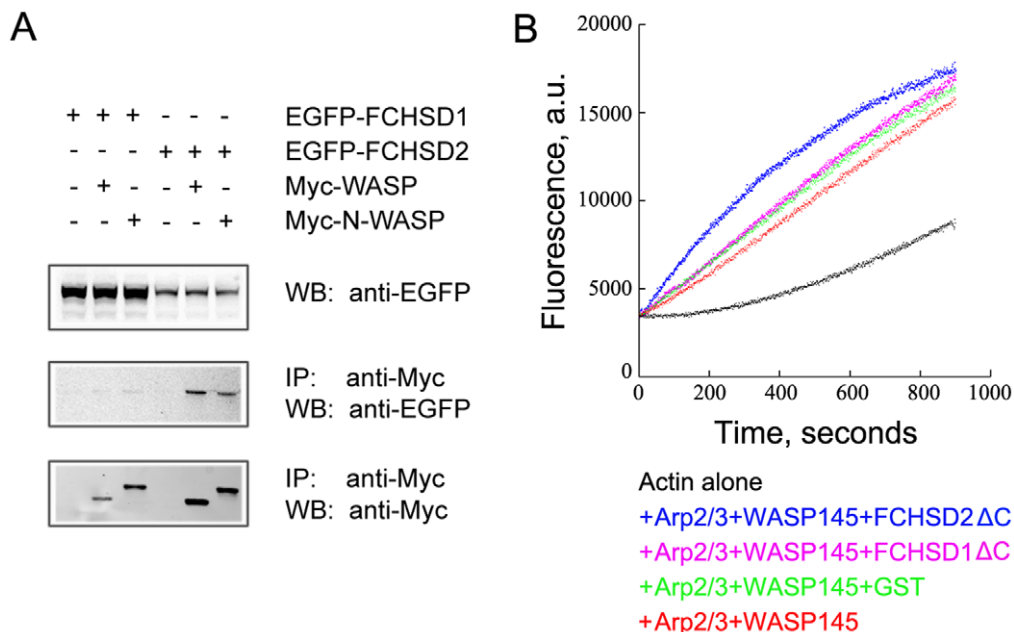 A
+ + + - - - EGFP-FCHSD1
- - - + + + EGFP-FCHSD2
- + - - + - Myc-WASP
- - + - - + Myc-N-WASP
WB: anti-EGFP
IP: anti-Myc
WB: anti-EGFP
IP: anti-Myc
WB: anti-Myc
B
Fluorescence, a.u.
20000
15000
10000
5000
0
0 200 400 600 800 1000
Time, seconds
Actin alone
+Arp2/3+WASP145+FCHSD2ΔC
+Arp2/3+WASP145+FCHSD1ΔC
+Arp2/3+WASP145+GST
+Arp2/3+WASP145